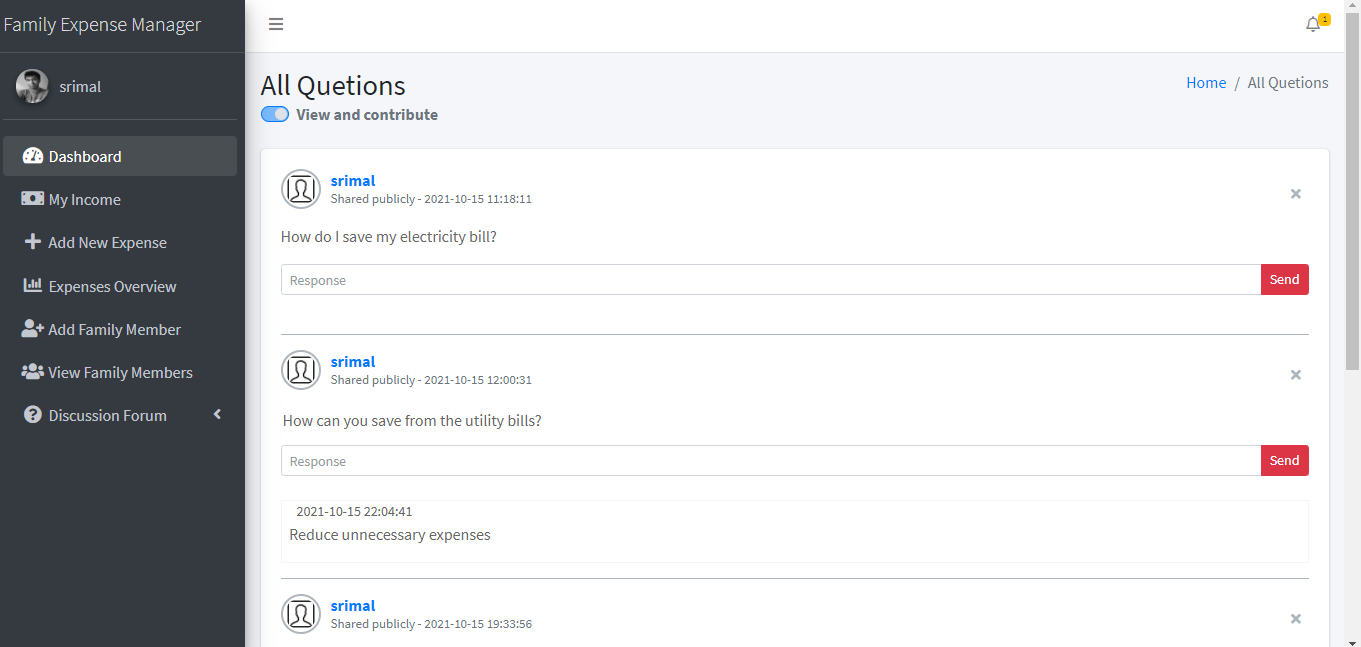 Family Expense Manager
1
srimal
All Quetions
Home / All Quetions
View and contribute
Dashboard
My Income
Add New Expense
Expenses Overview
Add Family Member
View Family Members
Discussion Forum
srimal
Shared publicly - 2021-10-15 11:18:11
×
How do I save my electricity bill?
Response
Send
srimal
Shared publicly - 2021-10-15 12:00:31
×
How can you save from the utility bills?
Response
Send
2021-10-15 22:04:41
Reduce unnecessary expenses
srimal
Shared publicly - 2021-10-15 19:33:56
×